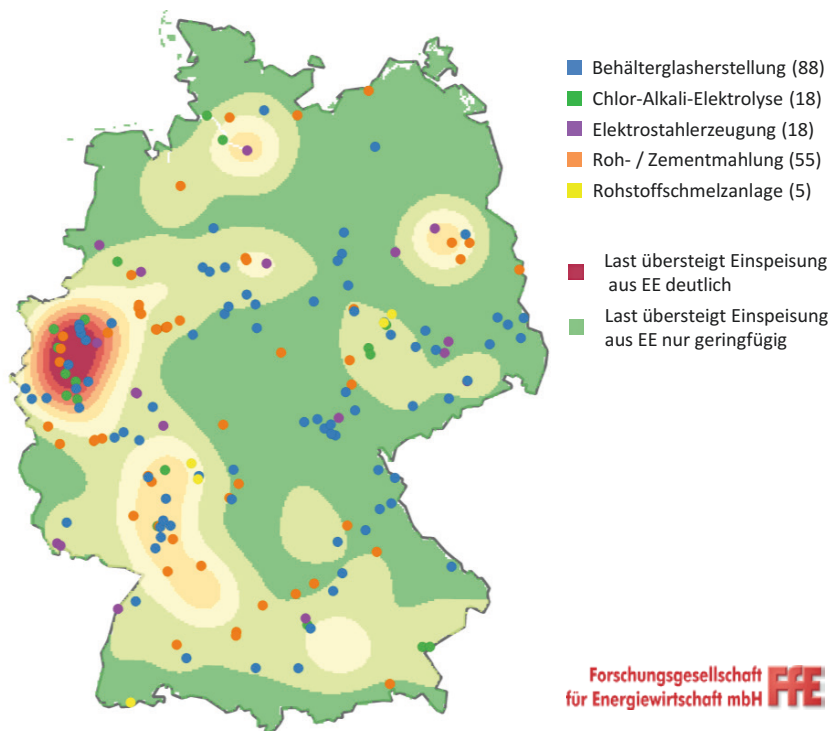 Behälterglasherstellung (88)
Chlor-Alkali-Elektrolyse (18)
Elektrostahlerzeugung (18)
Roh- / Zementmahlung (55)
Rohstoffschmelzanlage (5)
Last übersteigt Einspeisung
aus EE deutlich
Last übersteigt Einspeisung
aus EE nur geringfügig
Forschungsgesellschaft
für Energiewirtschaft mbH FfE